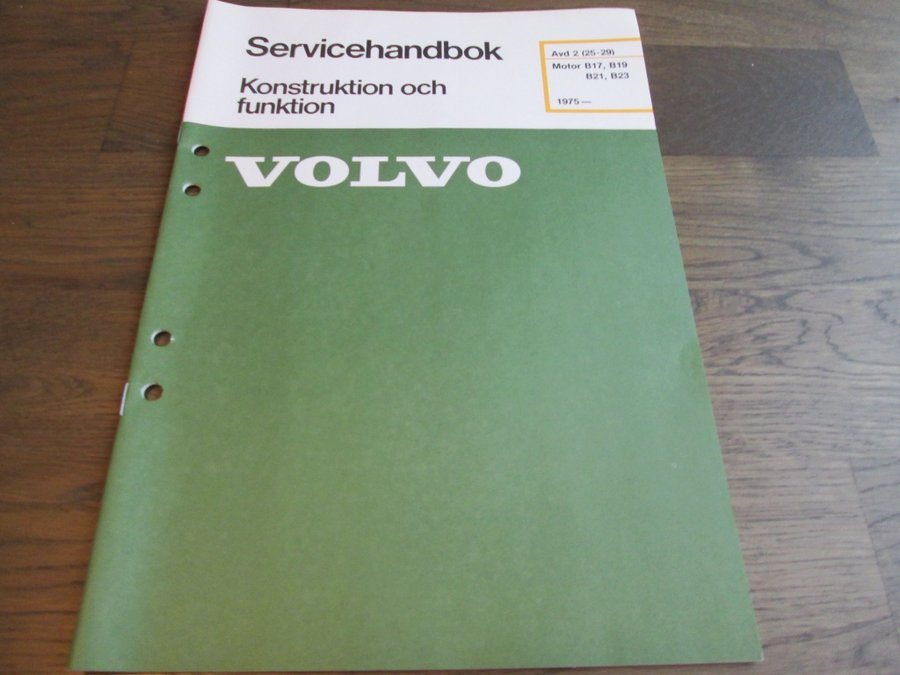 Servicehandbok
Konstruktion och
funktion
Avd 2 (25-29)
Motor B17, B19
B21, B23
1975—
VOLVO